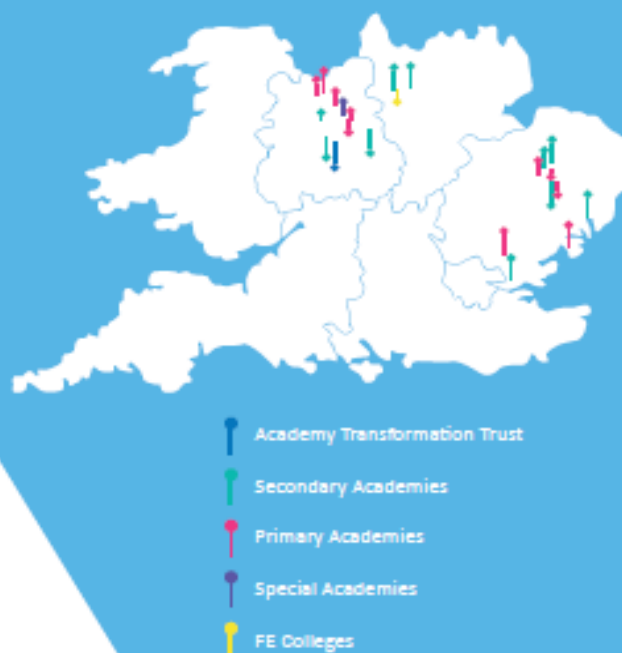 Academy Transformation Trust
Secondary Academies
Primary Academies
Special Academies
FE Colleges